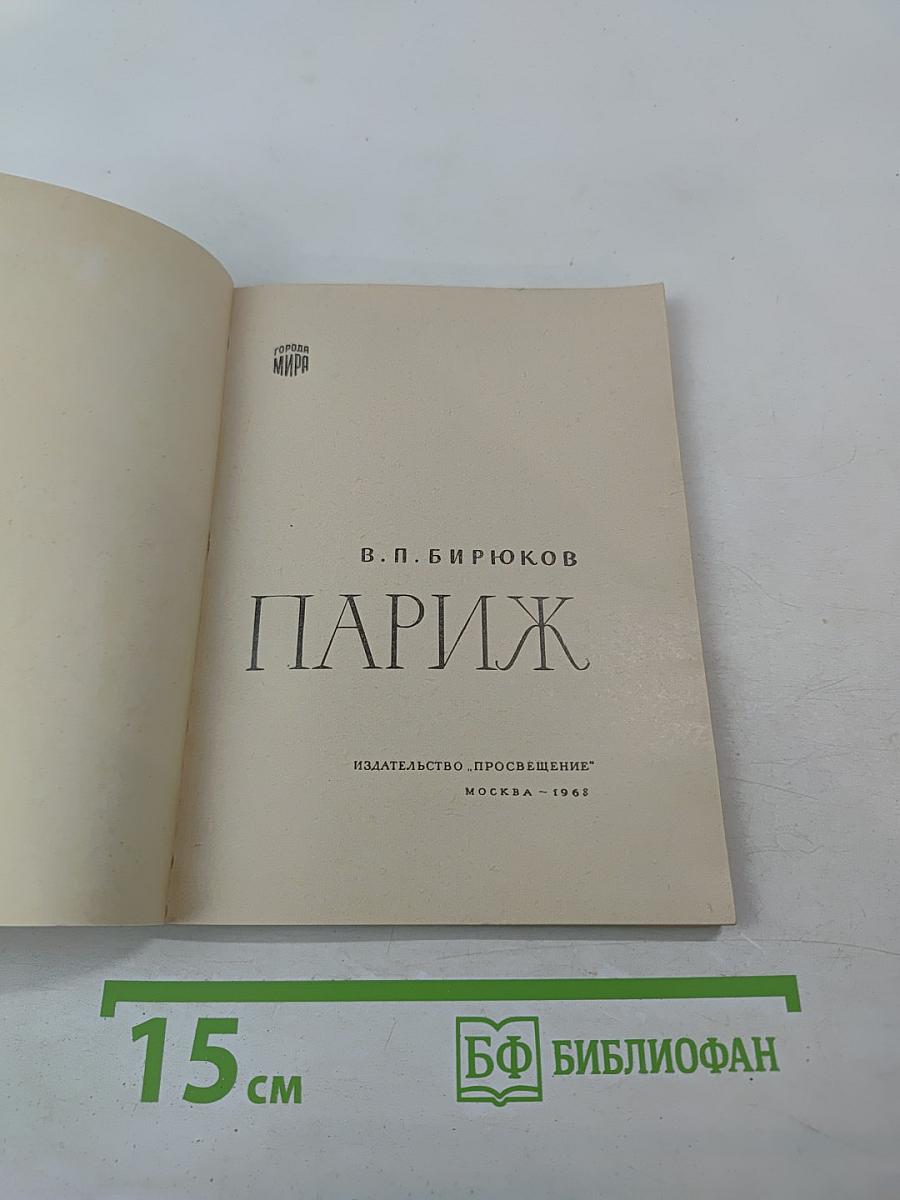 ГОРОДА
МИРА
В. П. БИРЮКОВ
ПАРИЖ
ИЗДАТЕЛЬСТВО „ПРОСВЕЩЕНИЕ"
МОСКВА ~ 1968
15 см
БФ БИБЛИОФАН